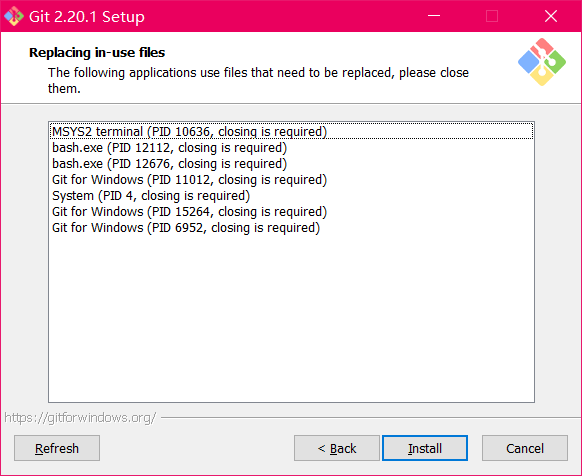 Git 2.20.1 Setup
Replacing in-use files
The following applications use files that need to be replaced, please close
them.
MSYS2 terminal (PID 10636, closing is required)
bash.exe (PID 12112, closing is required)
bash.exe (PID 12676, closing is required)
Git for Windows (PID 11012, closing is required)
System (PID 4, closing is required)
Git for Windows (PID 15264, closing is required)
Git for Windows (PID 6952, closing is required)
https://gitforwindows.org/
Refresh
< Back
Install
Cancel